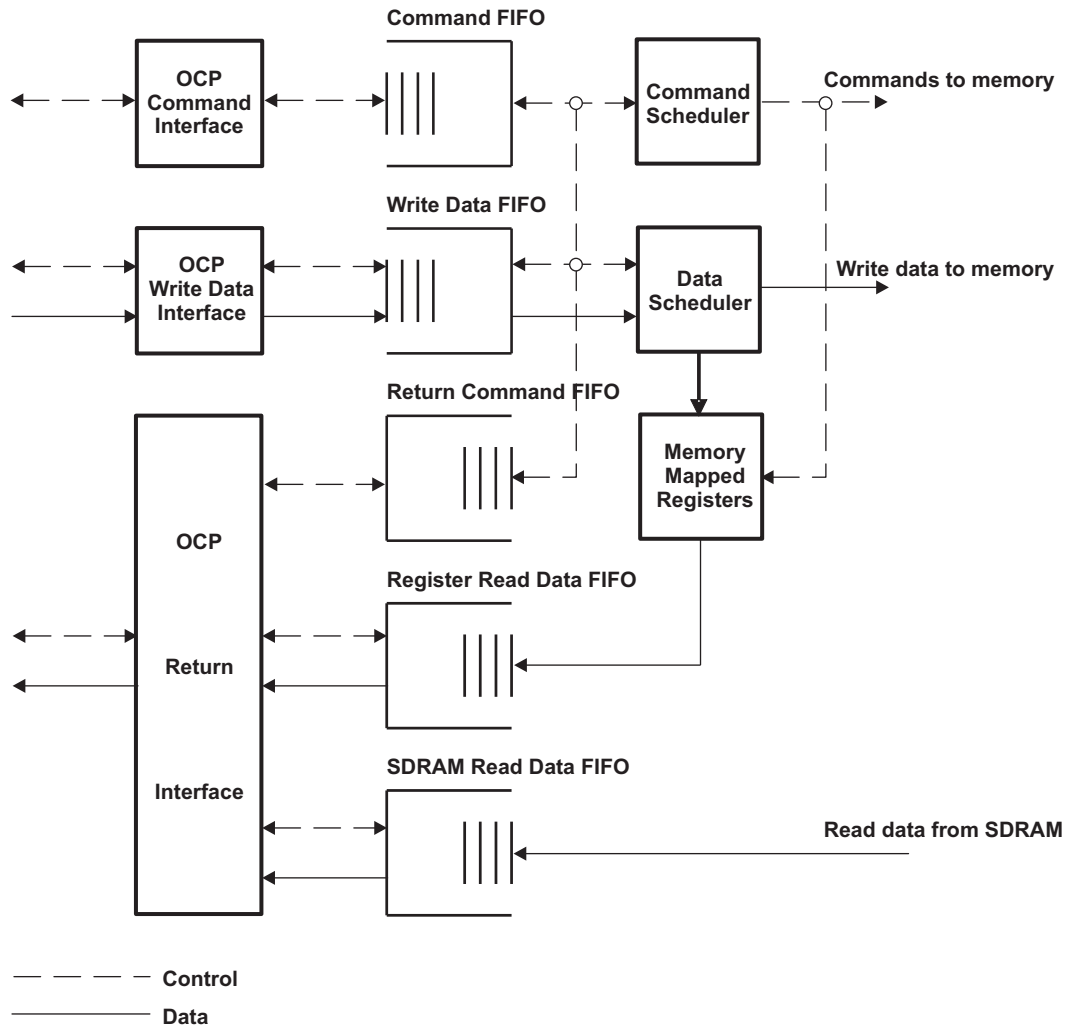 Command FIFO
OCP
Command
Interface
Command
Scheduler
Commands to memory
Write Data FIFO
OCP
Write Data
Interface
Data
Scheduler
Write data to memory
Return Command FIFO
Memory
Mapped
Registers
OCP
Return
Interface
Register Read Data FIFO
SDRAM Read Data FIFO
Read data from SDRAM
Control
Data